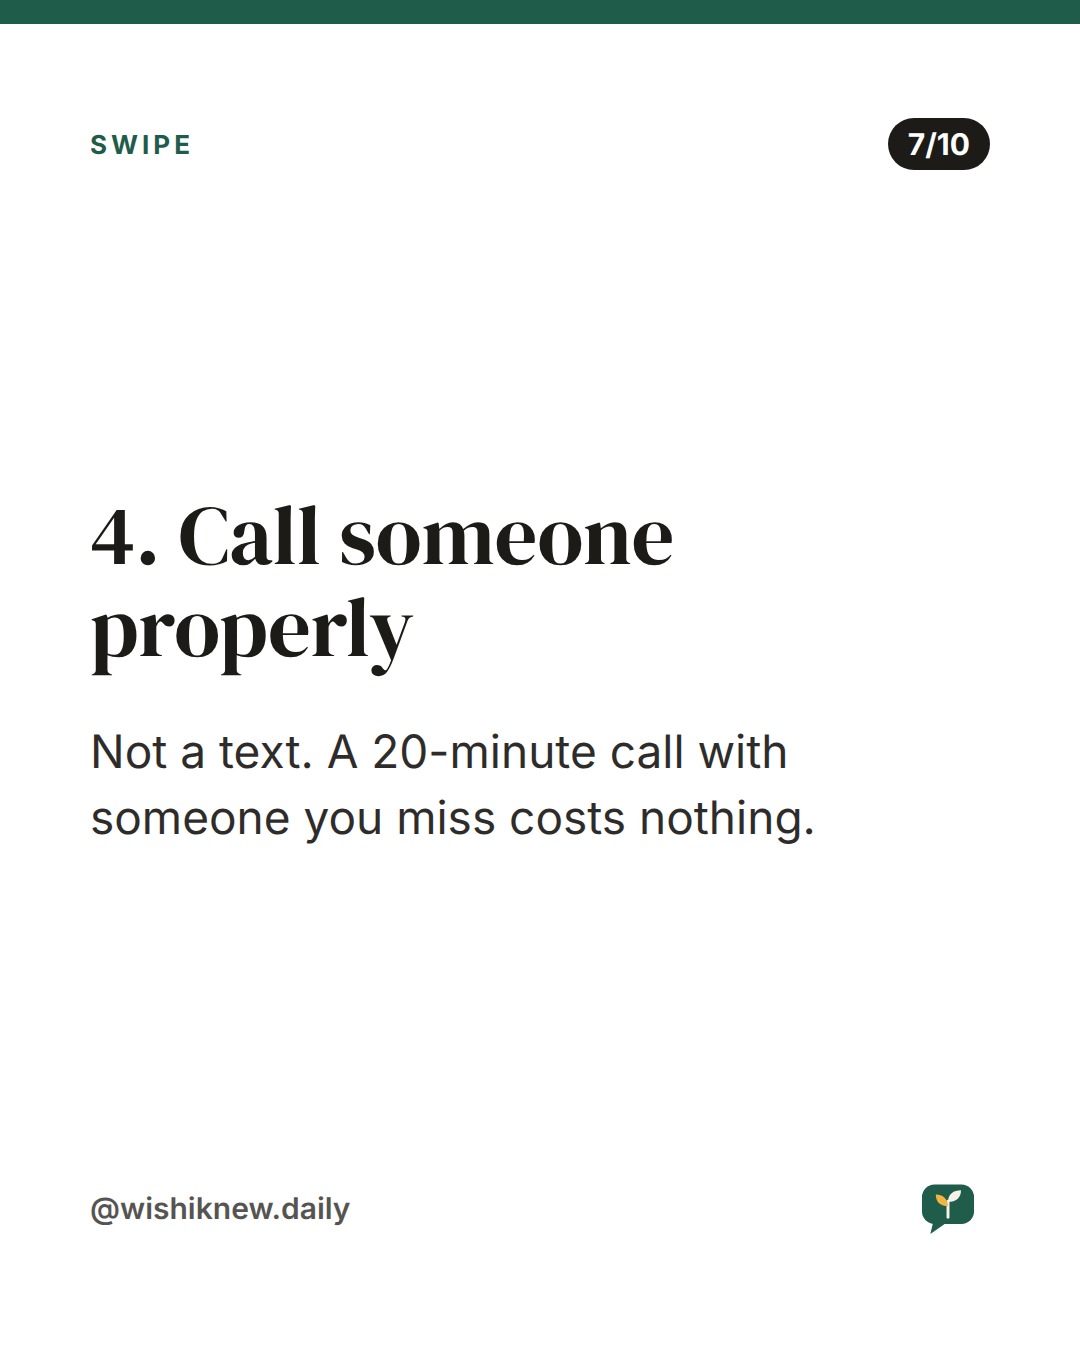 SWIPE
7/10
4. Call someone
properly
Not a text. A 20-minute call with
someone you miss costs nothing.
@wishiknew.daily